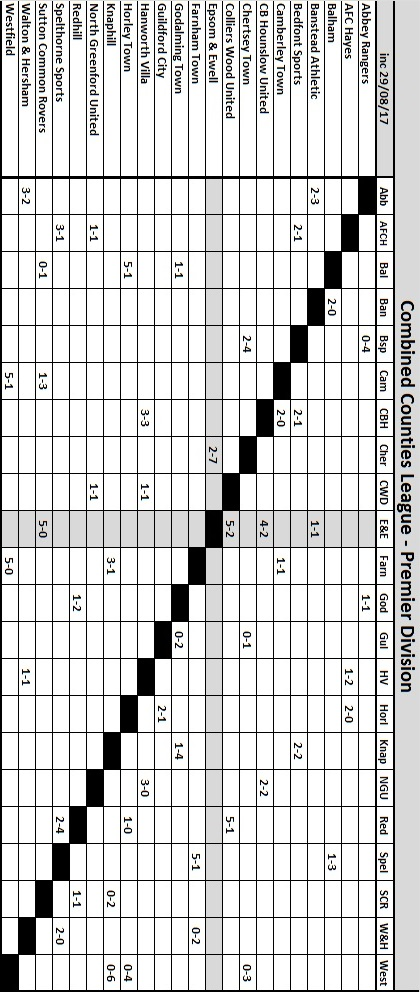 Combined Counties League - Premier Division
inc 29/08/17 Abb AFCH Bal Ban Bsp Cam CBH Cher CWD E&E Farn God Gui HV Horl Knap NGU Red Spel SCR W&H West
Abbey Rangers 0-4 1-1
AFC Hayes 1-2 2-0
Balham 2-0 1-3
Banstead Athletic 2-3 1-1
Bedfont Sports 2-1 2-1 2-2
Camberley Town 2-0 1-1
CB Hounslow United 4-2 2-2
Chertsey Town 2-4 0-1 0-3
Colliers Wood United 5-2 5-1
Epsom & Ewell 2-7
Farnham Town 5-1 0-2
Godalming Town 1-1 0-2 1-4
Guildford City 2-1
Hanworth Villa 3-3 1-1 3-0
Horley Town 5-1 1-0 0-4
Knaphill 3-1 0-2 0-6
North Greenford United 1-1 1-1
Redhill 1-2 1-1
Spelthorne Sports 3-1 2-4 2-0
Sutton Common Rovers 0-1 1-3 5-0
Walton & Hersham 3-2 1-1
Westfield 5-1 5-0